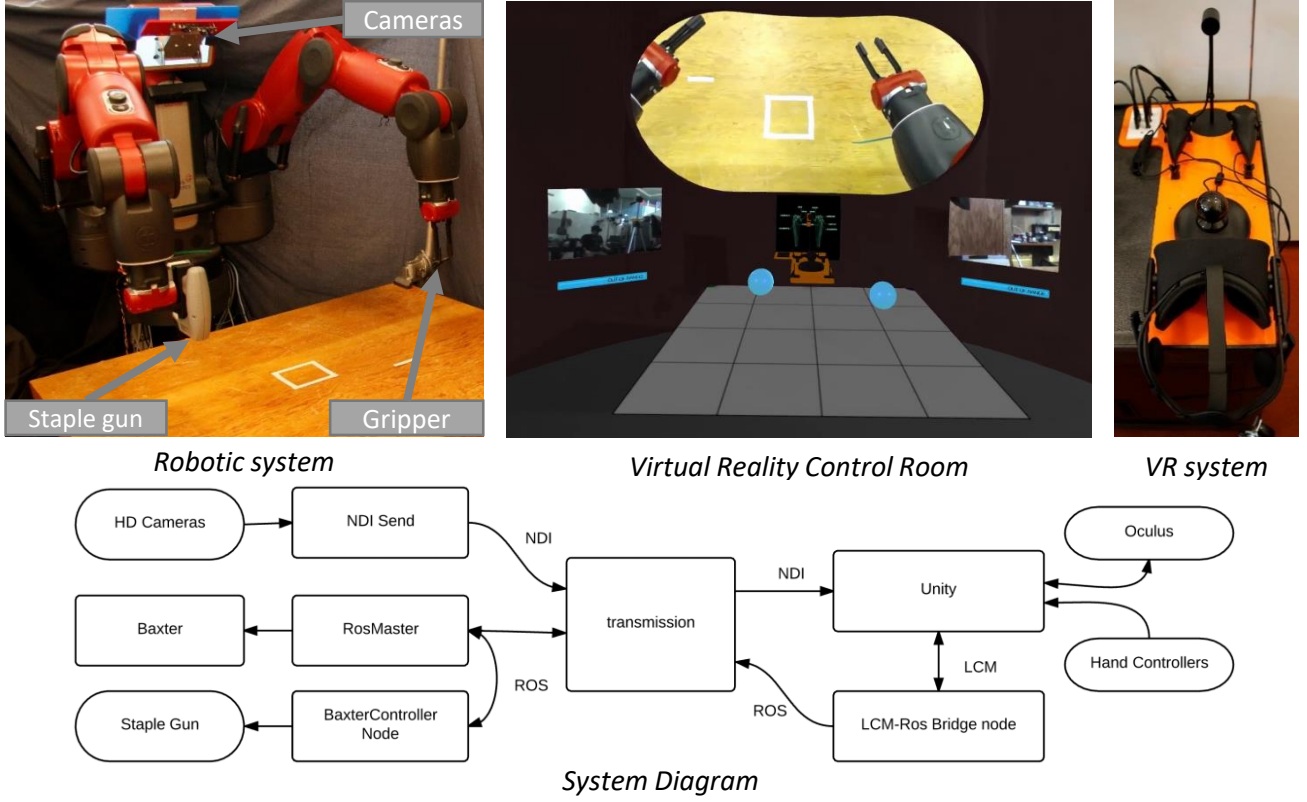 Cameras
Staple gun
Gripper
Robotic system
Virtual Reality Control Room
VR system
HD Cameras
NDI Send
NDI
NDI
Oculus
Unity
Baxter
RosMaster
transmission
Hand Controllers
LCM
ROS
ROS
Staple Gun
BaxterController
Node
LCM-Ros Bridge node
System Diagram